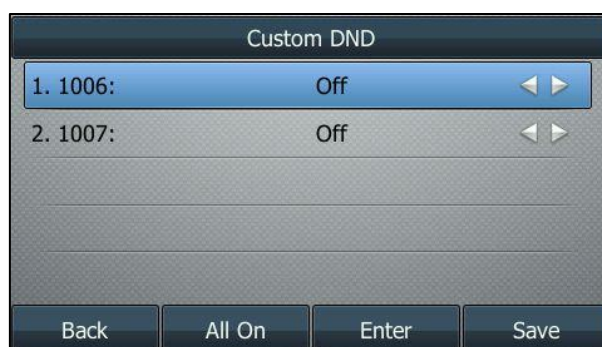 Custom DND
1. 1006: Off
2. 1007: Off
Back All On Enter Save